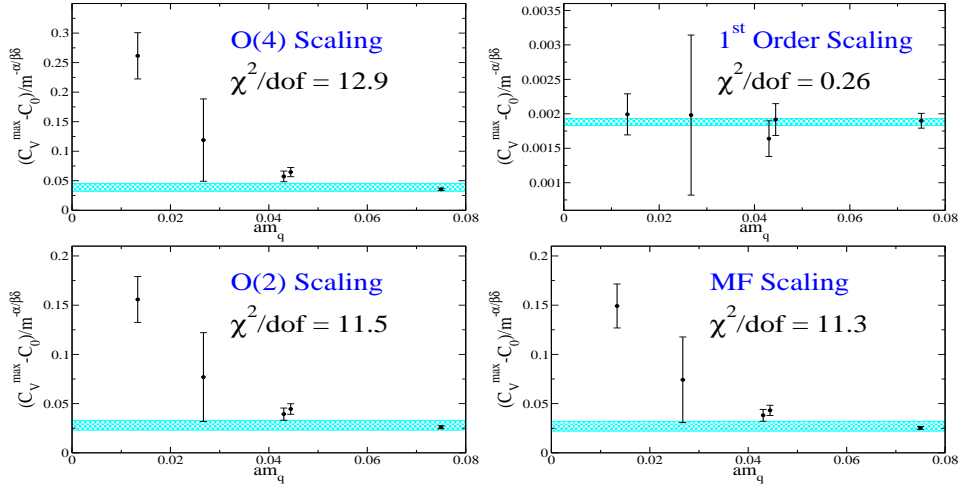 O(4) Scaling
χ²/dof = 12.9
(C_V^max-C_0)/m^-α/βδ
0.3
0.25
0.2
0.15
0.1
0.05
0
0 0.02 0.04 0.06 0.08
am_q
1^st Order Scaling
χ²/dof = 0.26
(C_V^max-C_0)/m^-α/βδ
0.0035
0.003
0.0025
0.002
0.0015
0.001
0 0.02 0.04 0.06 0.08
am_q
O(2) Scaling
χ²/dof = 11.5
(C_V^max-C_0)/m^-α/βδ
0.2
0.15
0.1
0.05
0
0 0.02 0.04 0.06 0.08
am_q
MF Scaling
χ²/dof = 11.3
(C_V^max-C_0)/m^-α/βδ
0.2
0.15
0.1
0.05
0
0 0.02 0.04 0.06 0.08
am_q